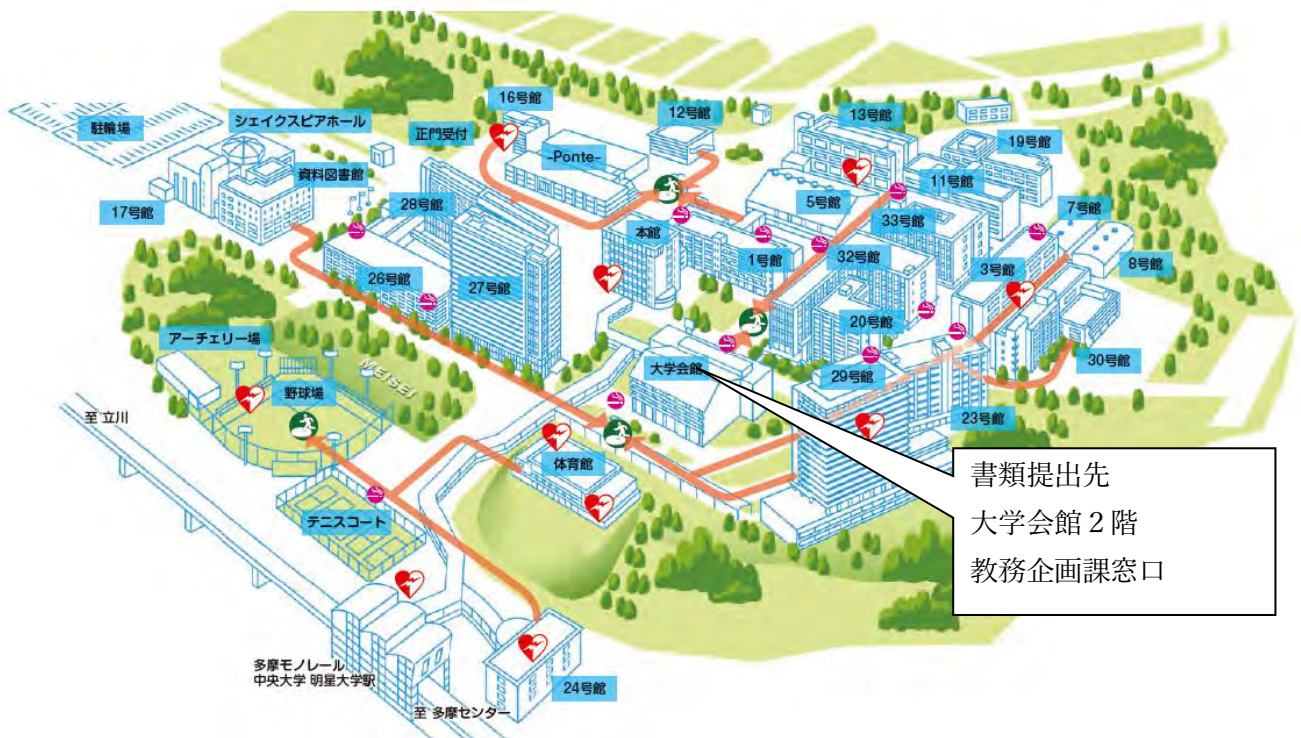 16号館
12号館
13号館
シェイクスピアホール
正門受付
駐輪場
19号館
-Ponte-
資料図書館
11号館
5号館
7号館
17号館
28号館
33号館
本館
1号館
32号館
3号館
8号館
26号館
27号館
20号館
アーチェリー場
MEISEI
大学会館
30号館
29号館
野球場
至 立川
23号館
体育館
書類提出先
大学会館２階
教務企画課窓口
テニスコート
多摩モノレール
中央大学 明星大学駅
24号館
至 多摩センター